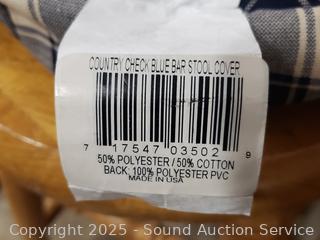 COUNTRY CHECK BLUE BAR STOOL COVER
7 17547 03502 9
50% POLYESTER / 50% COTTON
BACK: 100% POLYESTER PVC
MADE IN USA
Copyright © 2025 - Sound Auction Service